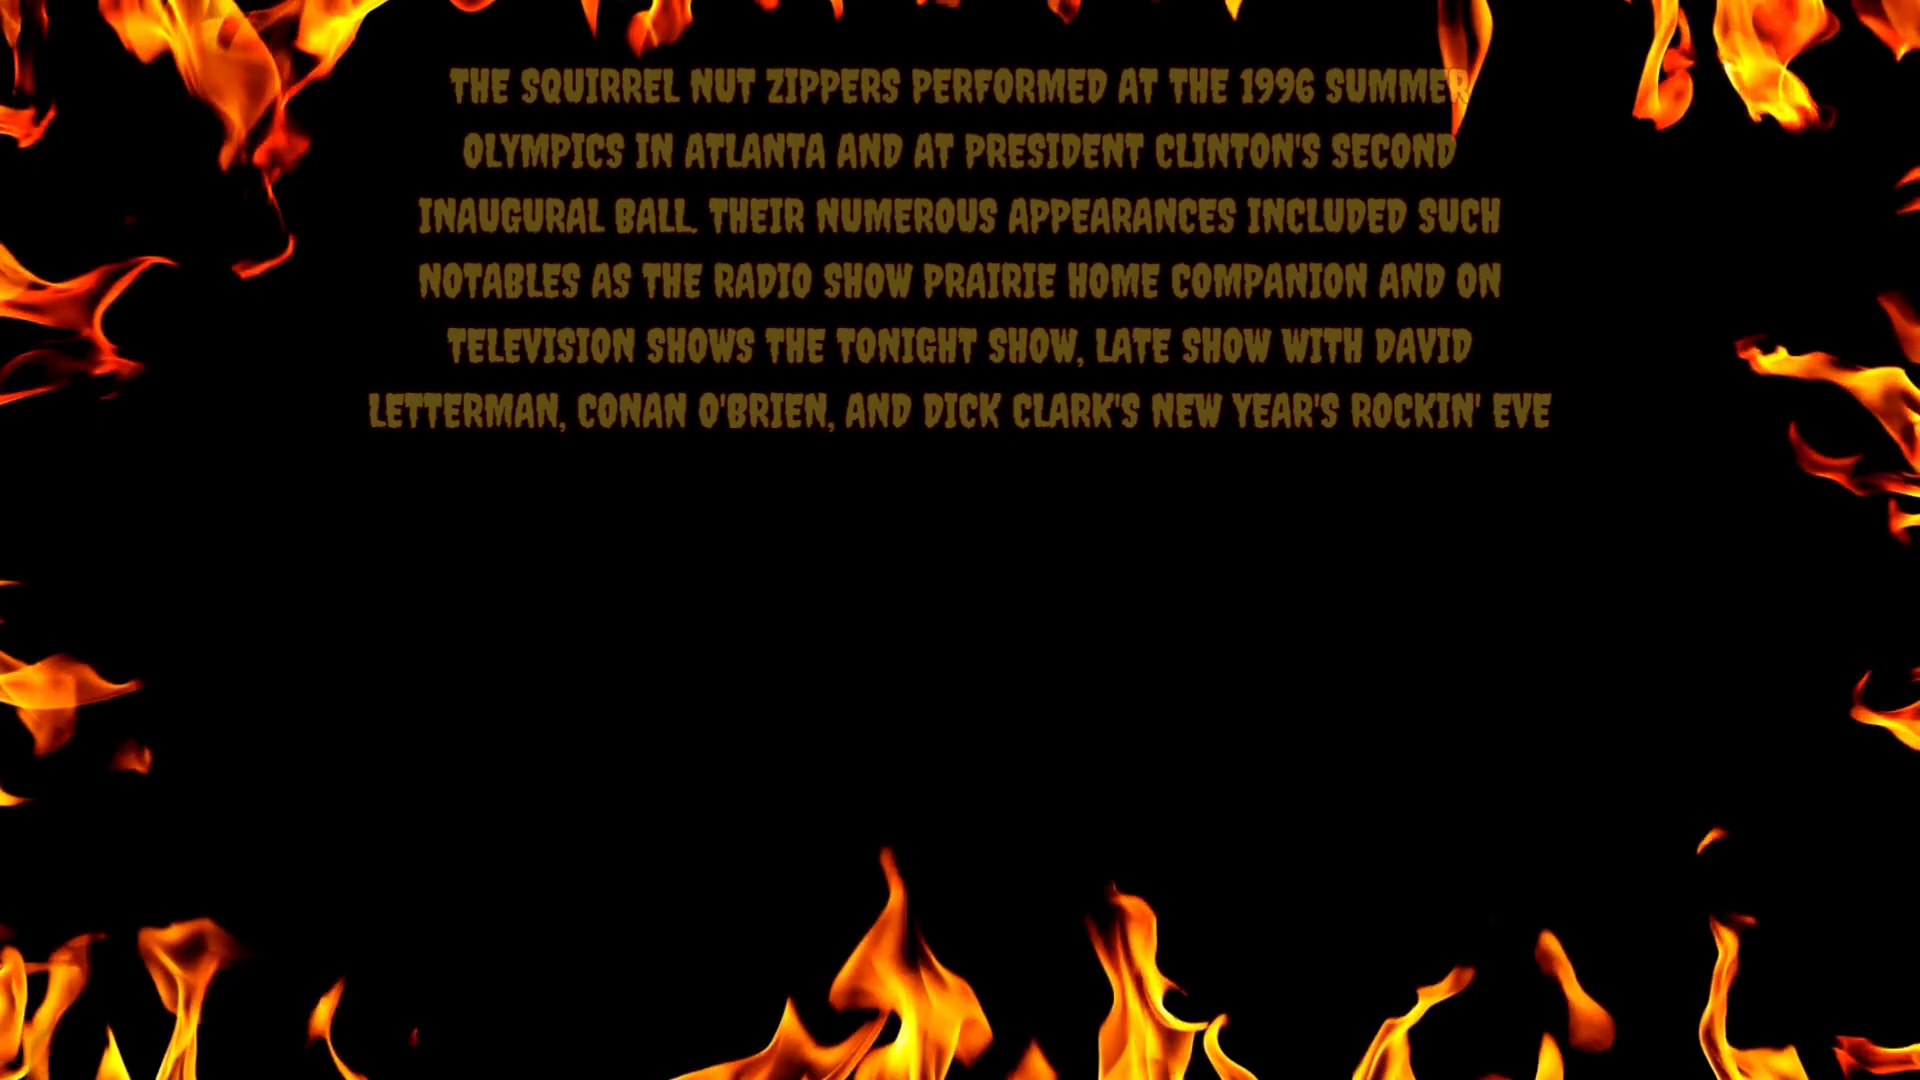 THE SQUIRREL NUT ZIPPERS PERFORMED AT THE 1996 SUMMER
OLYMPICS IN ATLANTA AND AT PRESIDENT CLINTON'S SECOND
INAUGURAL BALL. THEIR NUMEROUS APPEARANCES INCLUDED SUCH
NOTABLES AS THE RADIO SHOW PRAIRIE HOME COMPANION AND ON
TELEVISION SHOWS THE TONIGHT SHOW, LATE SHOW WITH DAVID
LETTERMAN, CONAN O'BRIEN, AND DICK CLARK'S NEW YEAR'S ROCKIN' EVE